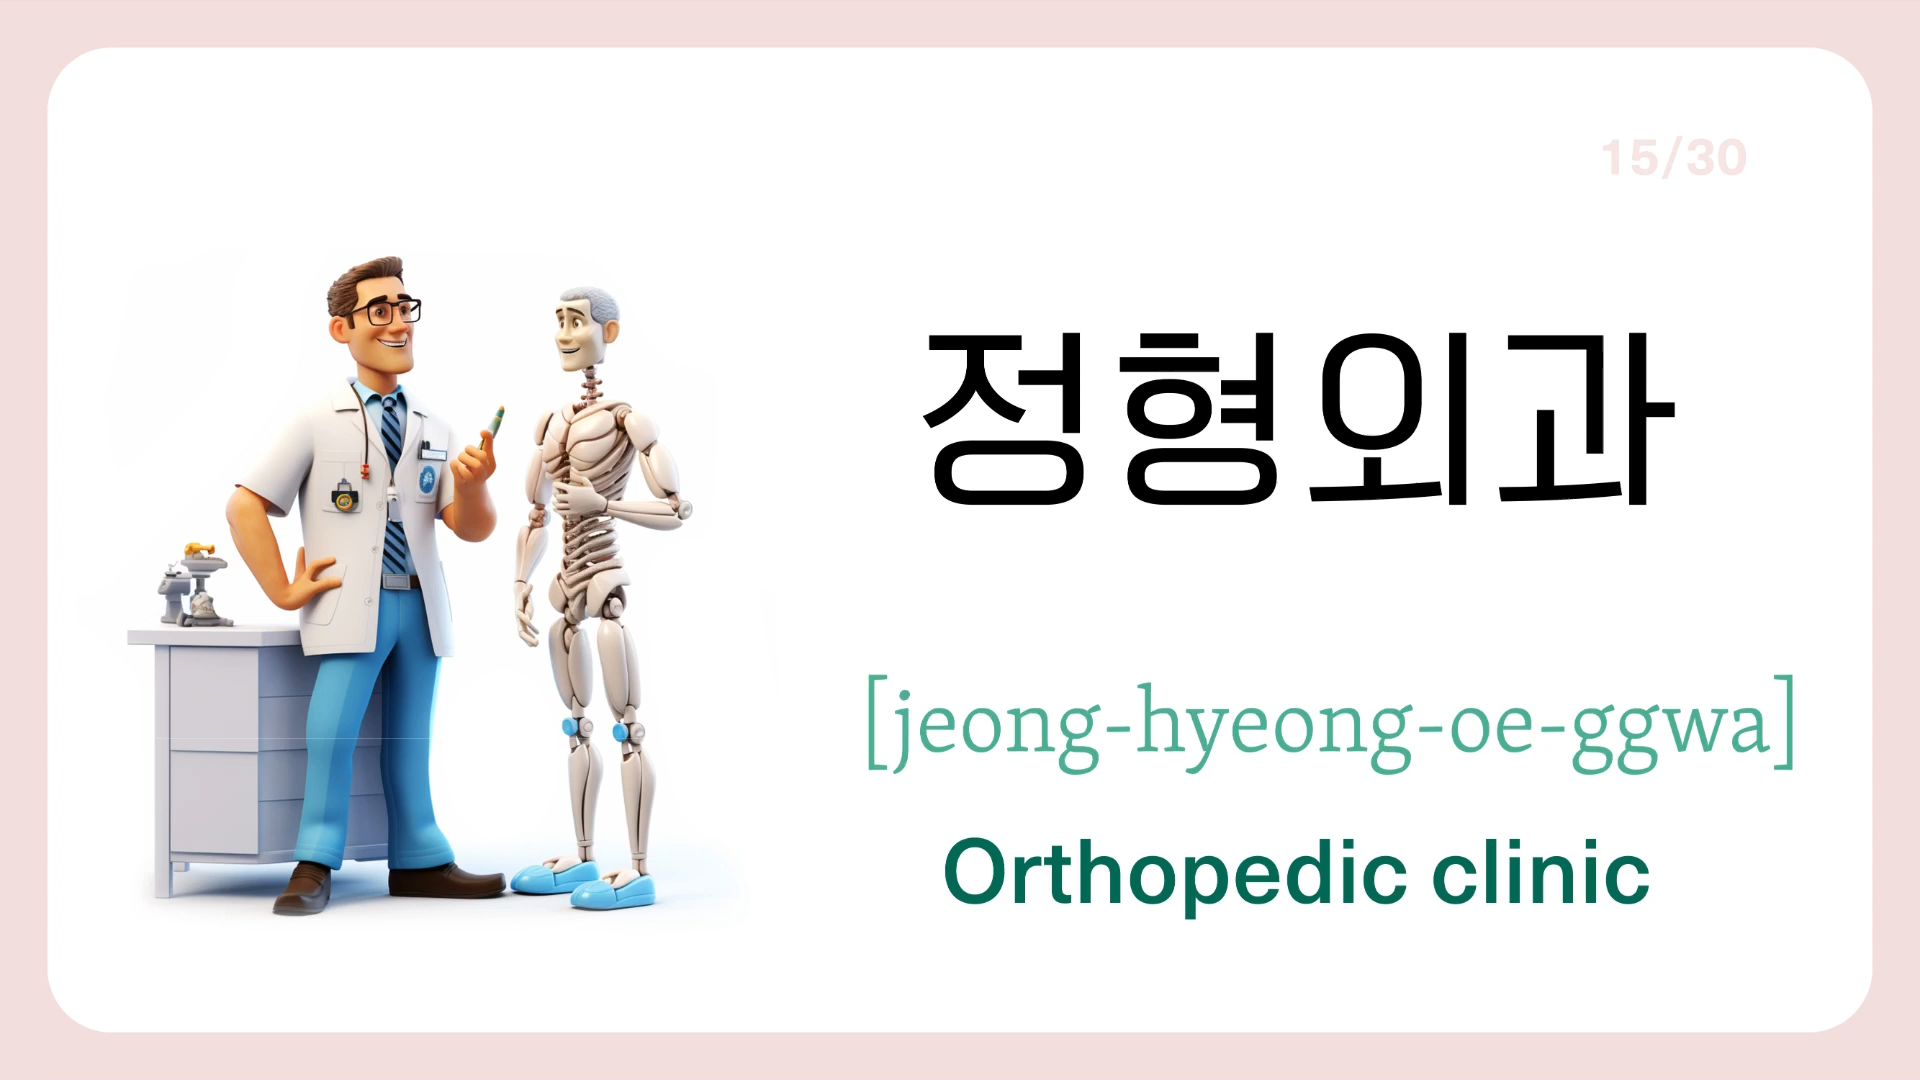 15/30
정형외과
[jeong-hyeong-oe-ggwa]
Orthopedic clinic